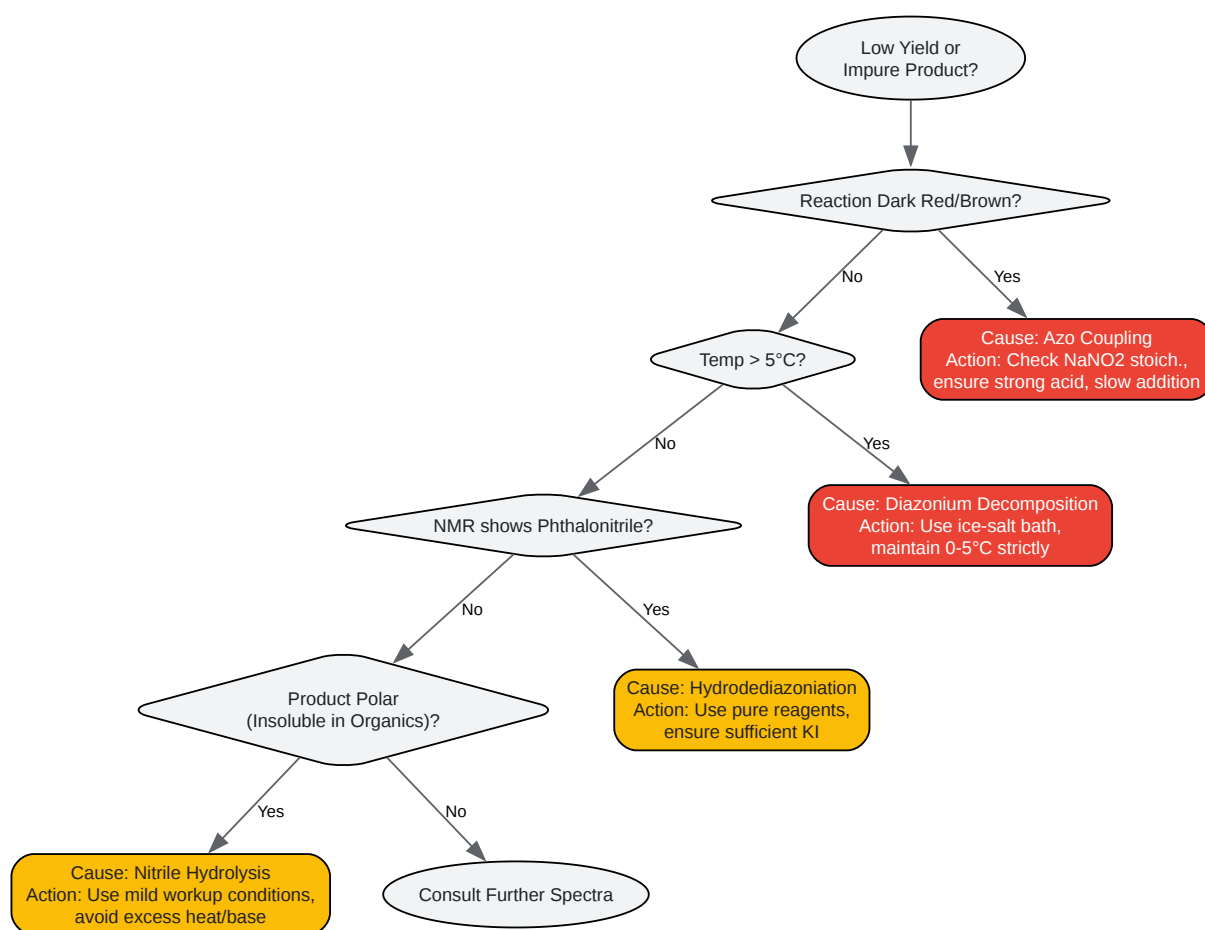 Low Yield or
Impure Product?
Reaction Dark Red/Brown?
No
Yes
Cause: Azo Coupling
Action: Check NaNO2 stoich.,
ensure strong acid, slow addition
Temp > 5°C?
No
Yes
Cause: Diazonium Decomposition
Action: Use ice-salt bath,
maintain 0-5°C strictly
NMR shows Phthalonitrile?
No
Yes
Cause: Hydrodediazoniation
Action: Use pure reagents,
ensure sufficient KI
Product Polar
(Insoluble in Organics)?
Yes
No
Cause: Nitrile Hydrolysis
Action: Use mild workup conditions,
avoid excess heat/base
Consult Further Spectra